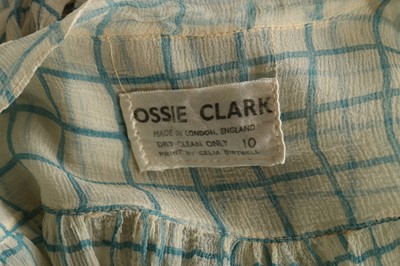 OSSIE CLARK
MADE IN LONDON, ENGLAND
DRY CLEAN ONLY 10
PRINT BY CELIA BIRTWELL